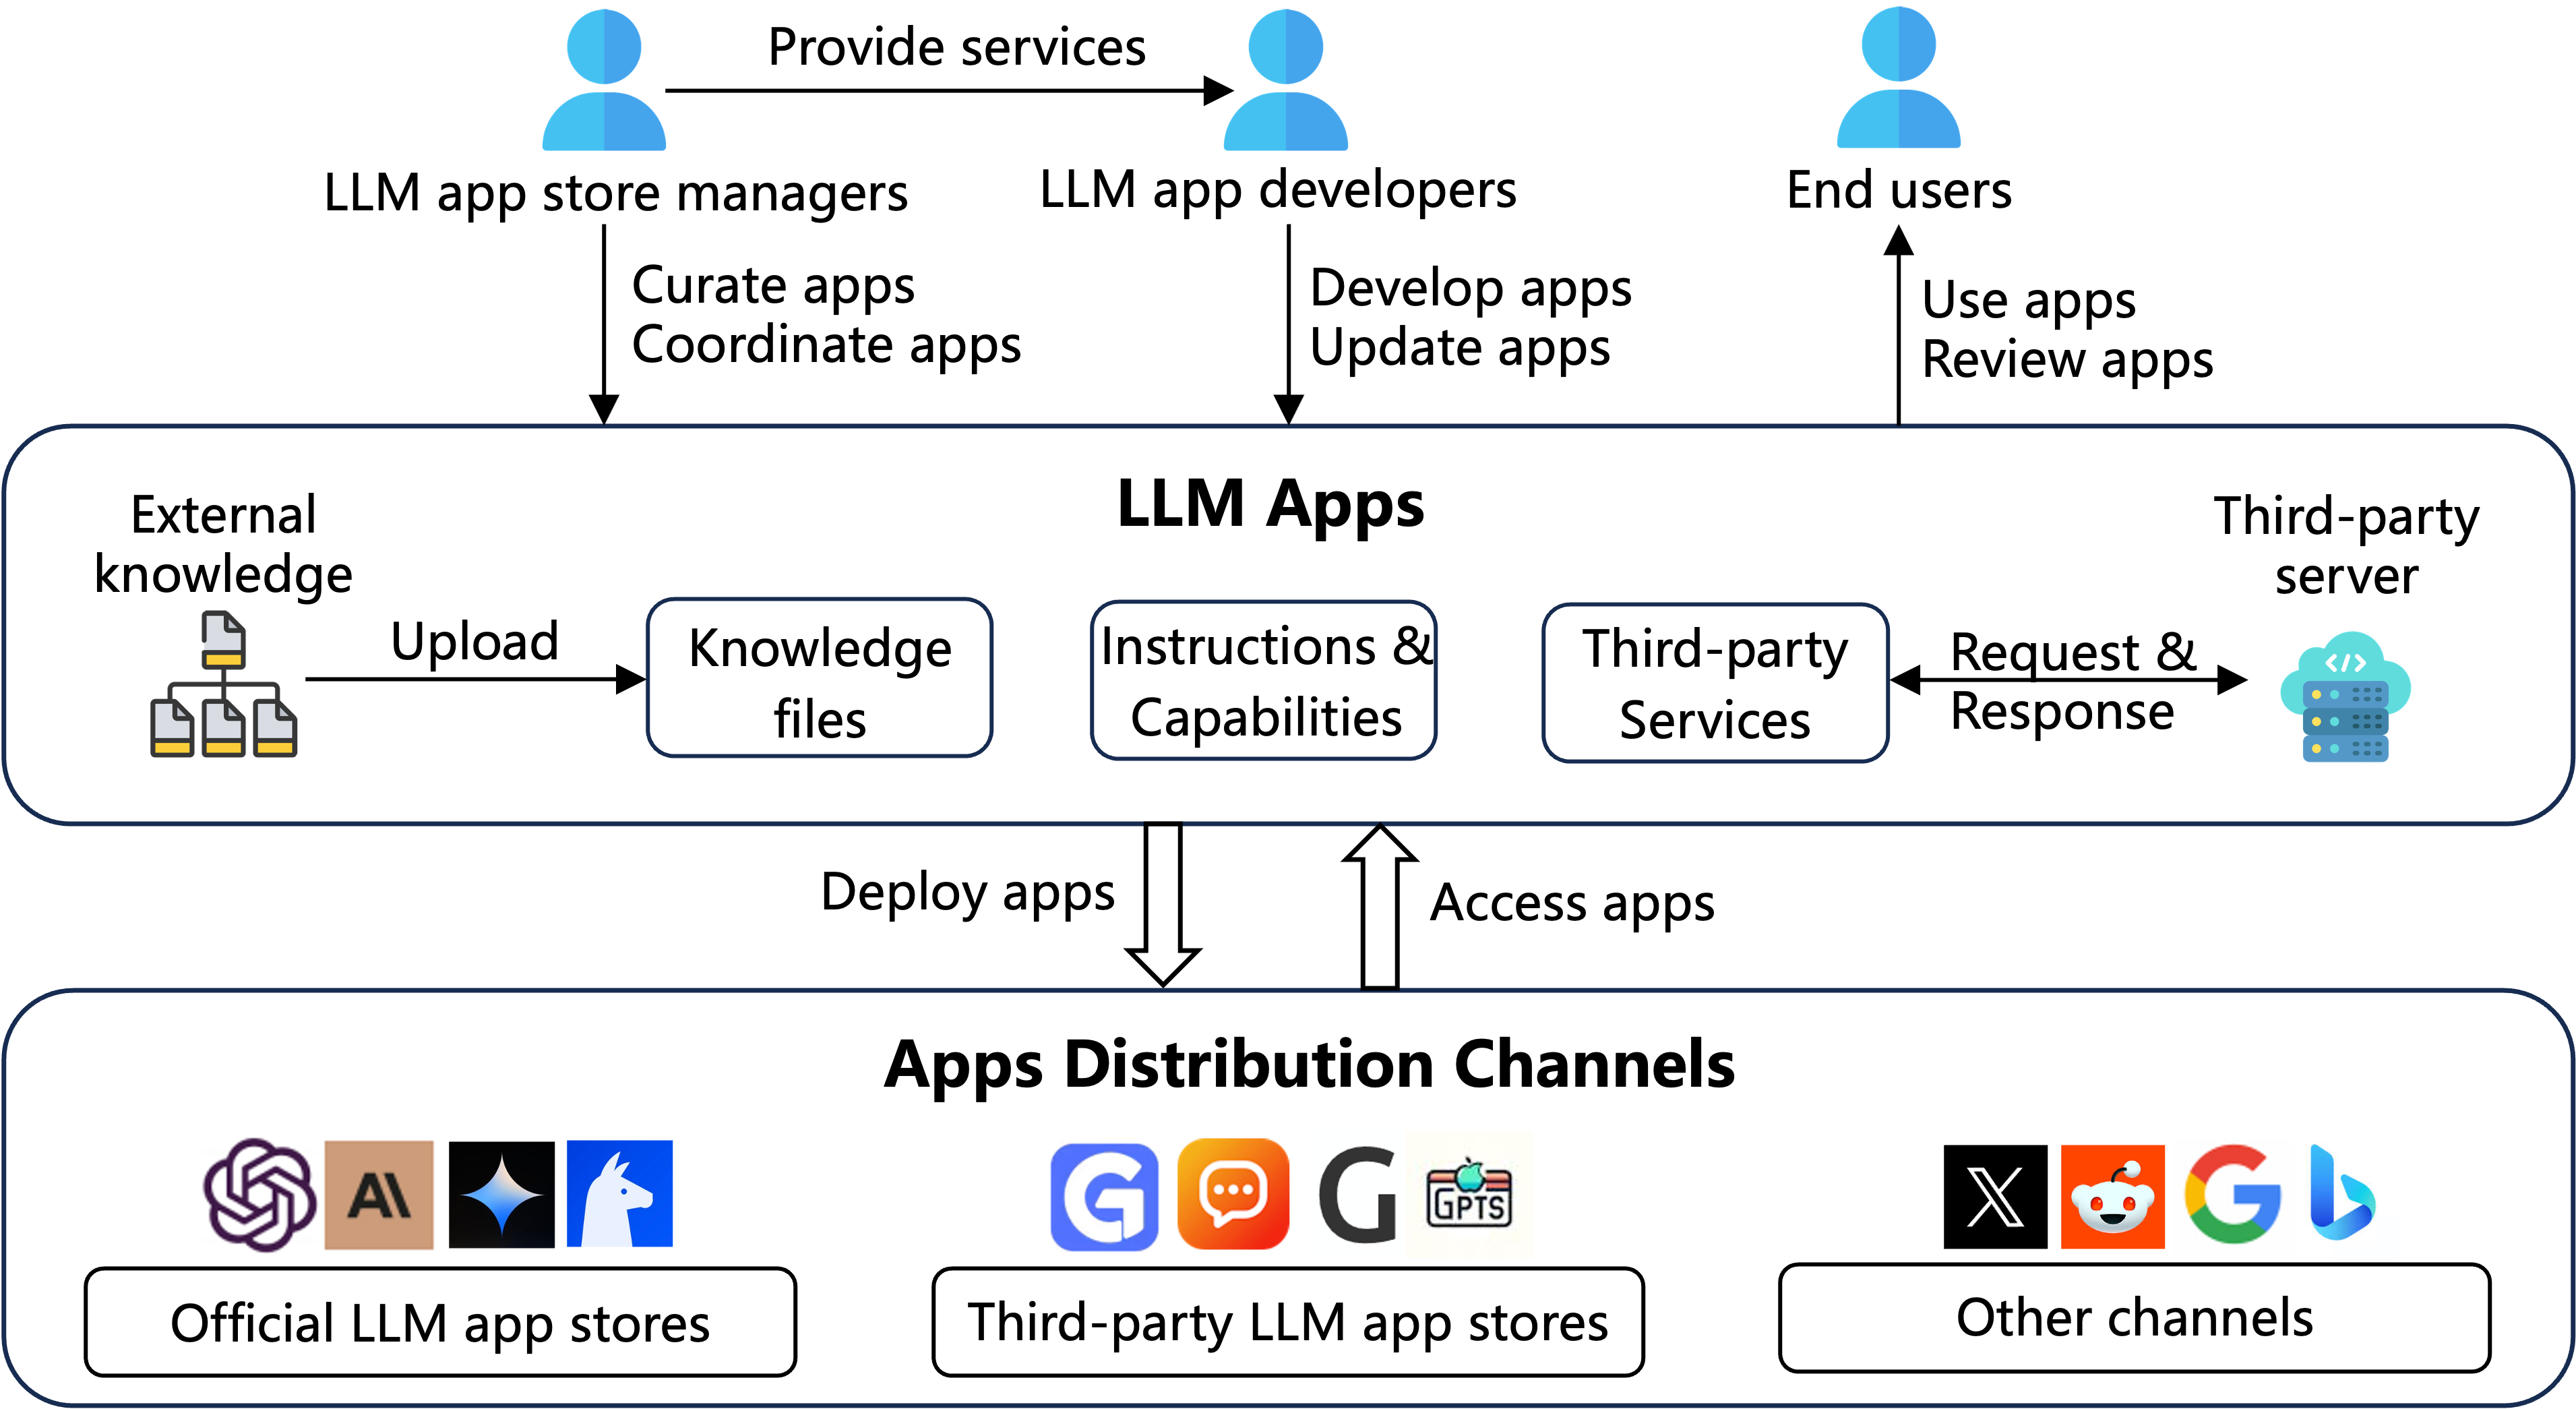 Provide services
LLM app store managers
LLM app developers
End users
Curate apps
Coordinate apps
Develop apps
Update apps
Use apps
Review apps
LLM Apps
External
knowledge
Upload
Knowledge
files
Instructions &
Capabilities
Third-party
Services
Request &
Response
Third-party
server
</>
Deploy apps
Access apps
Apps Distribution Channels
AI
G
GPTS
X
G
Official LLM app stores
Third-party LLM app stores
Other channels